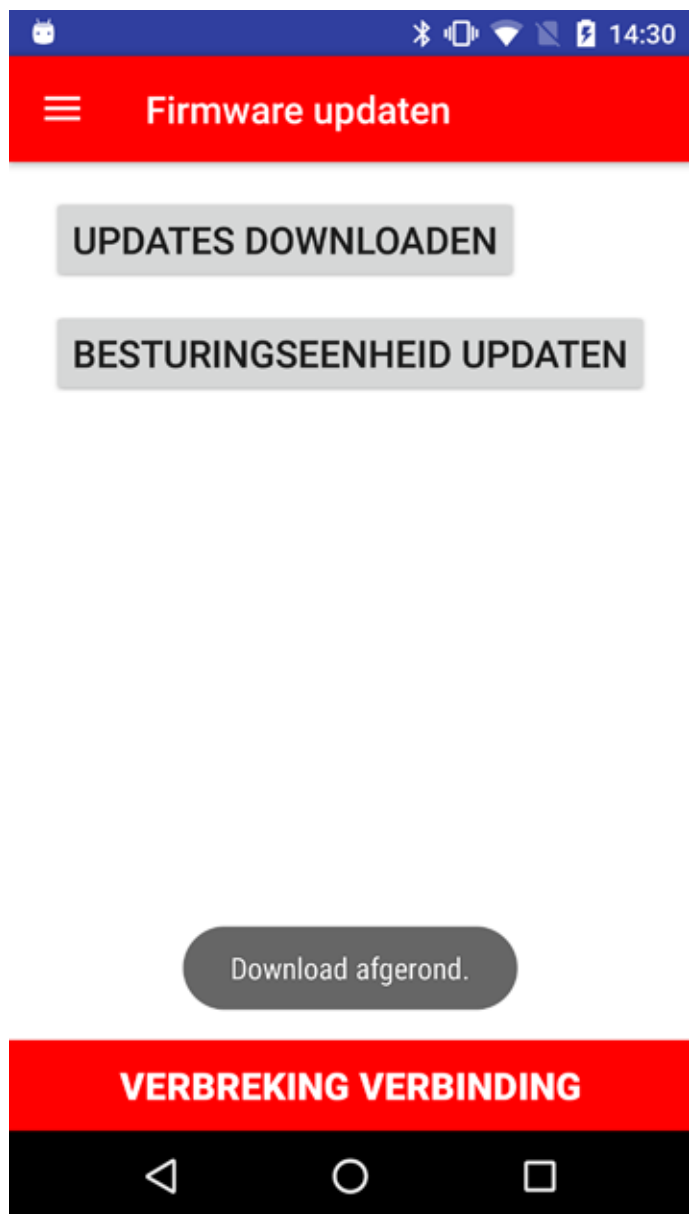 14:30
Firmware updaten
UPDATES DOWNLOADEN
BESTURINGSEENHEID UPDATEN
Download afgerond.
VERBREKING VERBINDING